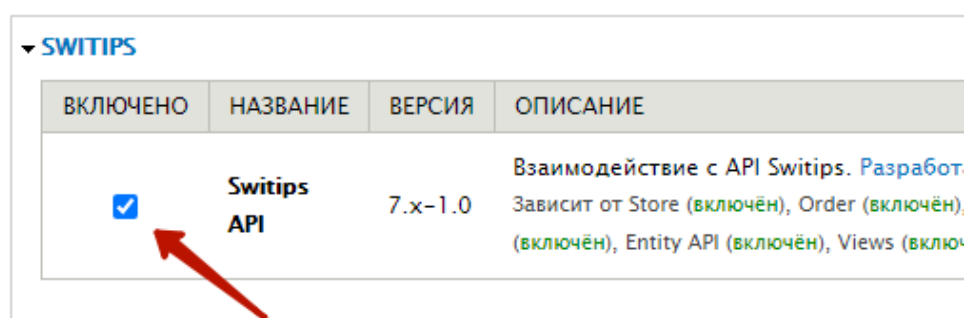 SWITIPS
ВКЛЮЧЕНО НАЗВАНИЕ ВЕРСИЯ ОПИСАНИЕ
Switips API
7.x-1.0
Взаимодействие с API Switips.
Зависит от Store (включён), Order (включён),
(включён), Entity API (включён), Views